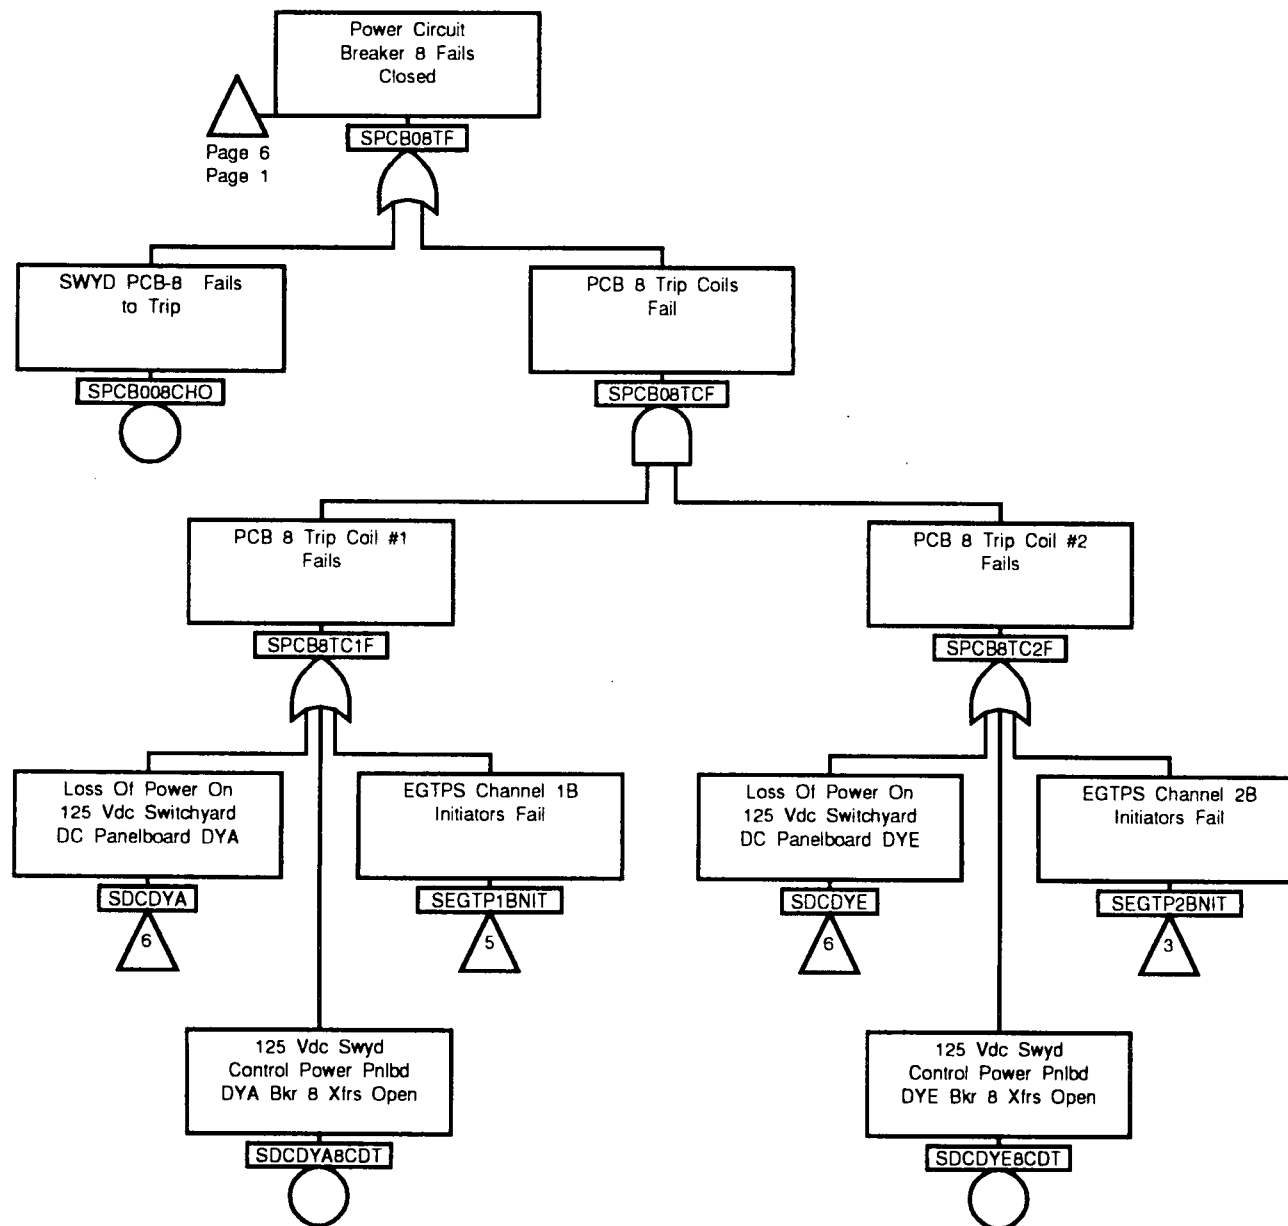 Power Circuit
Breaker 8 Fails
Closed
Page 6
Page 1
SPCB08TF
SWYD PCB-8 Fails
to Trip
SPCB008CHO
PCB 8 Trip Coils
Fail
SPCB08TCF
PCB 8 Trip Coil #1
Fails
SPCB8TC1F
PCB 8 Trip Coil #2
Fails
SPCB8TC2F
Loss Of Power On
125 Vdc Switchyard
DC Panelboard DYA
SDCDYA
6
EGTPS Channel 1B
Initiators Fail
SEGTP1BNIT
5
Loss Of Power On
125 Vdc Switchyard
DC Panelboard DYE
SDCDYE
6
EGTPS Channel 2B
Initiators Fail
SEGTP2BNIT
3
125 Vdc Swyd
Control Power Pnlbd
DYA Bkr 8 Xfrs Open
SDCDYA8CDT
125 Vdc Swyd
Control Power Pnlbd
DYE Bkr 8 Xfrs Open
SDCDYE8CDT